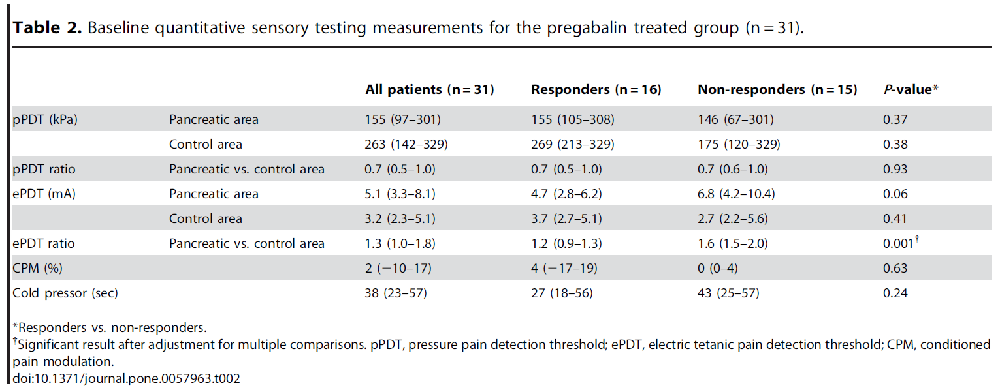 Table 2. Baseline quantitative sensory testing measurements for the pregabalin treated group (n = 31).
All patients (n = 31) Responders (n = 16) Non-responders (n = 15) P-value*
pPDT (kPa) Pancreatic area 155 (97–301) 155 (105–308) 146 (67–301) 0.37
Control area 263 (142–329) 269 (213–329) 175 (120–329) 0.38
pPDT ratio Pancreatic vs. control area 0.7 (0.5–1.0) 0.7 (0.5–1.0) 0.7 (0.6–1.0) 0.93
ePDT (mA) Pancreatic area 5.1 (3.3–8.1) 4.7 (2.8–6.2) 6.8 (4.2–10.4) 0.06
Control area 3.2 (2.3–5.1) 3.7 (2.7–5.1) 2.7 (2.2–5.6) 0.41
ePDT ratio Pancreatic vs. control area 1.3 (1.0–1.8) 1.2 (0.9–1.3) 1.6 (1.5–2.0) 0.001†
CPM (%) 2 (−10–17) 4 (−17–19) 0 (0–4) 0.63
Cold pressor (sec) 38 (23–57) 27 (18–56) 43 (25–57) 0.24
*Responders vs. non-responders.
†Significant result after adjustment for multiple comparisons. pPDT, pressure pain detection threshold; ePDT, electric tetanic pain detection threshold; CPM, conditioned
pain modulation.
doi:10.1371/journal.pone.0057963.t002